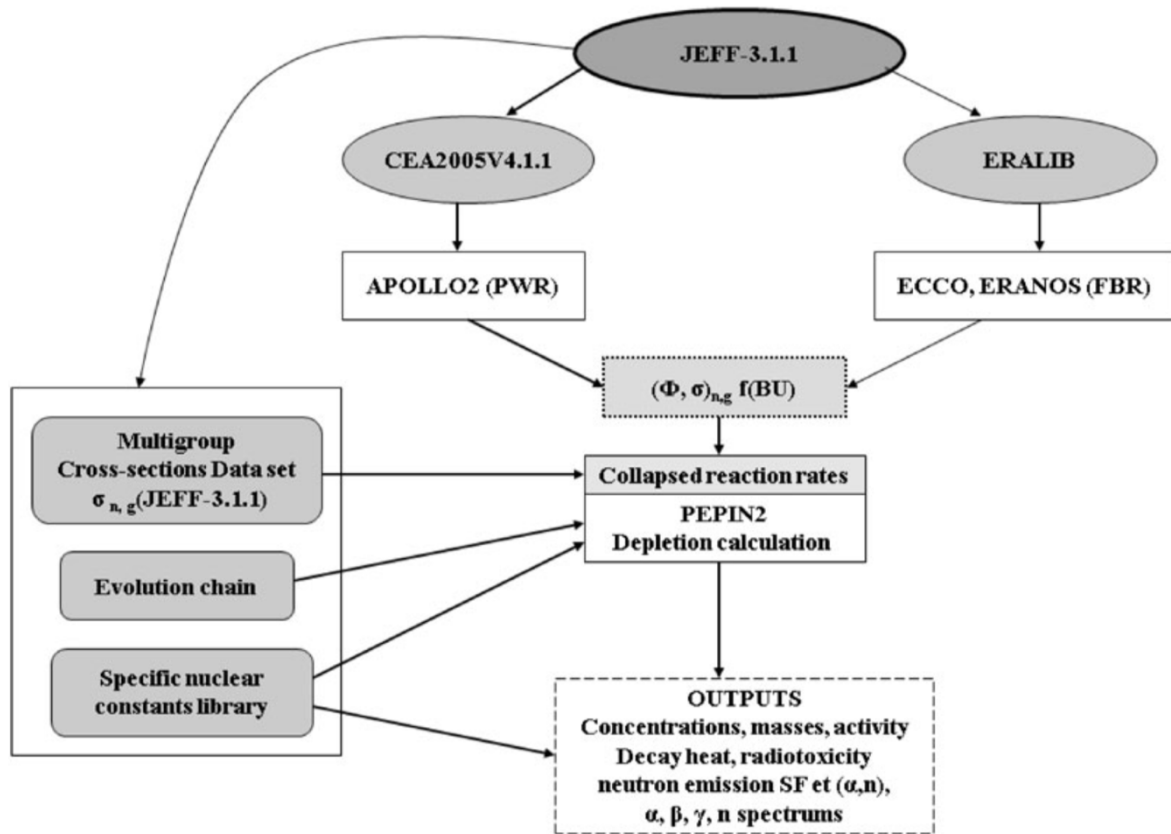 JEFF-3.1.1
CEA2005V4.1.1
ERALIB
APOLLO2 (PWR)
ECCO, ERANOS (FBR)
(Φ, σ)n,g f(BU)
Multigroup
Cross-sections Data set
σ n, g(JEFF-3.1.1)
Evolution chain
Specific nuclear
constants library
Collapsed reaction rates
PEPIN2
Depletion calculation
OUTPUTS
Concentrations, masses, activity
Decay heat, radiotoxicity
neutron emission SF et (α,n),
α, β, γ, n spectrums